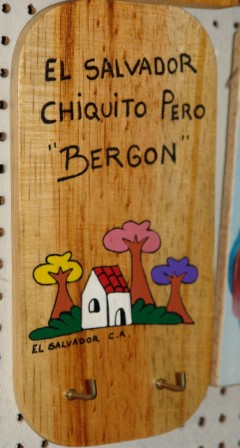 EL SALVADOR
CHIQUITO PERO
"BERGON"
EL SALVADOR C.A.